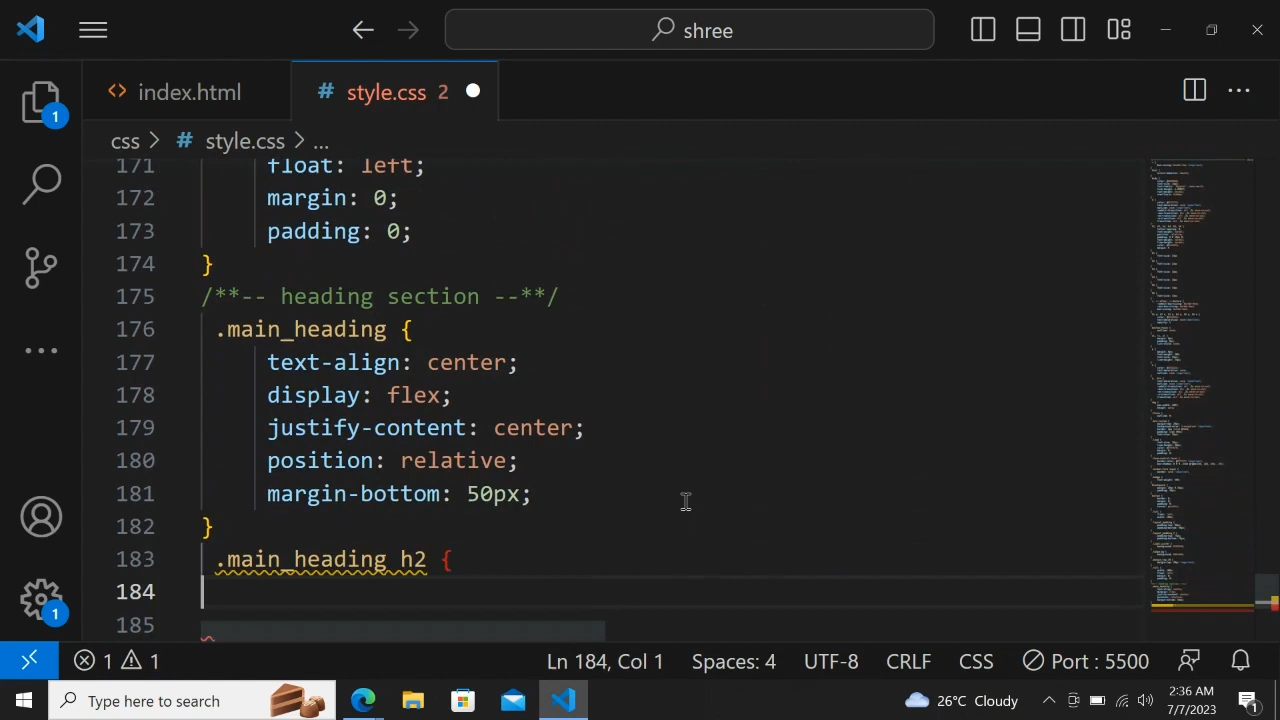 shree
index.html
style.css 2
css > # style.css > ...
171 float: left;
172 margin: 0;
173 padding: 0;
174 }
175 /**-- heading section --**/
176 .main_heading {
177 text-align: center;
178 display: flex;
179 justify-content: center;
180 position: relative;
181 margin-bottom: 50px;
182 }
183 .main_heading h2 {
184
185
1 1
Ln 184, Col 1 Spaces: 4 UTF-8 CRLF CSS Port : 5500
1 1
Type here to search
26°C Cloudy
2:36 AM
7/7/2023
1